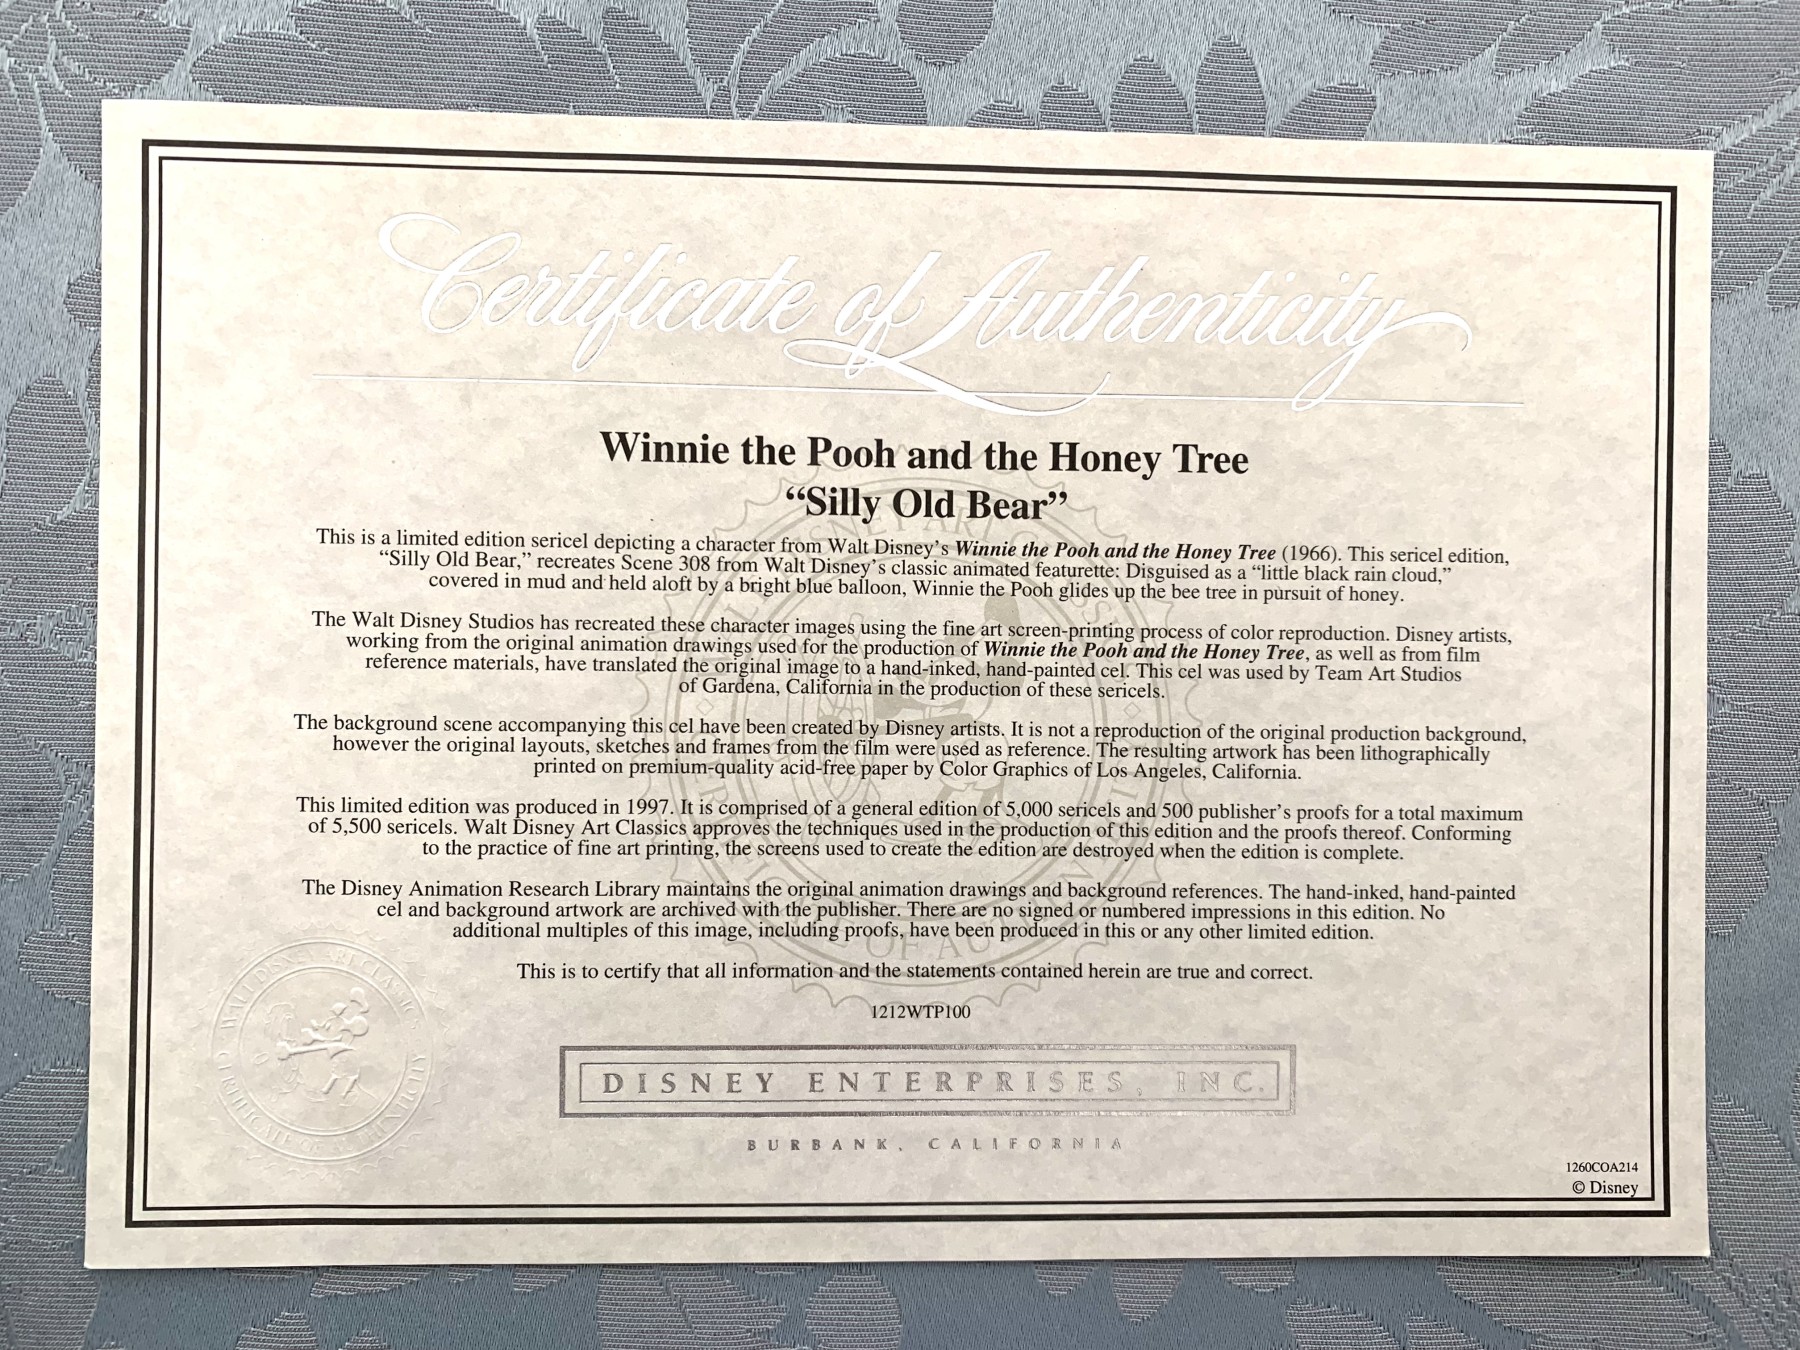 Certificate of Authenticity
Winnie the Pooh and the Honey Tree
“Silly Old Bear”
This is a limited edition sericel depicting a character from Walt Disney’s Winnie the Pooh and the Honey Tree (1966). This sericel edition,
“Silly Old Bear,” recreates Scene 308 from Walt Disney’s classic animated featurette: Disguised as a “little black rain cloud,”
covered in mud and held aloft by a bright blue balloon, Winnie the Pooh glides up the bee tree in pursuit of honey.
The Walt Disney Studios has recreated these character images using the fine art screen-printing process of color reproduction. Disney artists,
working from the original animation drawings used for the production of Winnie the Pooh and the Honey Tree, as well as from film
reference materials, have translated the original image to a hand-inked, hand-painted cel. This cel was used by Team Art Studios
of Gardena, California in the production of these sericels.
The background scene accompanying this cel have been created by Disney artists. It is not a reproduction of the original production background,
however the original layouts, sketches and frames from the film were used as reference. The resulting artwork has been lithographically
printed on premium-quality acid-free paper by Color Graphics of Los Angeles, California.
This limited edition was produced in 1997. It is comprised of a general edition of 5,000 sericels and 500 publisher’s proofs for a total maximum
of 5,500 sericels. Walt Disney Art Classics approves the techniques used in the production of this edition and the proofs thereof. Conforming
to the practice of fine art printing, the screens used to create the edition are destroyed when the edition is complete.
The Disney Animation Research Library maintains the original animation drawings and background references. The hand-inked, hand-painted
cel and background artwork are archived with the publisher. There are no signed or numbered impressions in this edition. No
additional multiples of this image, including proofs, have been produced in this or any other limited edition.
This is to certify that all information and the statements contained herein are true and correct.
1212WTP100
WALT DISNEY ART CLASSICS
CERTIFICATE OF AUTHENTICITY
DISNEY ENTERPRISES, INC.
BURBANK, CALIFORNIA
1260COA214
© Disney